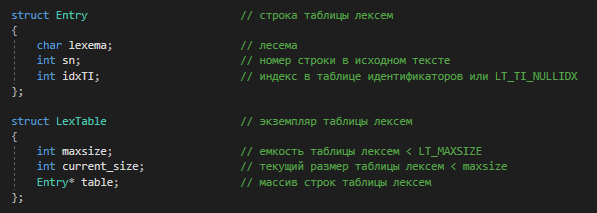 struct Entry // строка таблицы лексем
{
char lexema; // лесема
int sn; // номер строки в исходном тексте
int idxTI; // индекс в таблице идентификаторов или LT_TI_NULLIDX
};
struct LexTable // экземпляр таблицы лексем
{
int maxsize; // емкость таблицы лексем < LT_MAXSIZE
int current_size; // текущий размер таблицы лексем < maxsize
Entry* table; // массив строк таблицы лексем
};